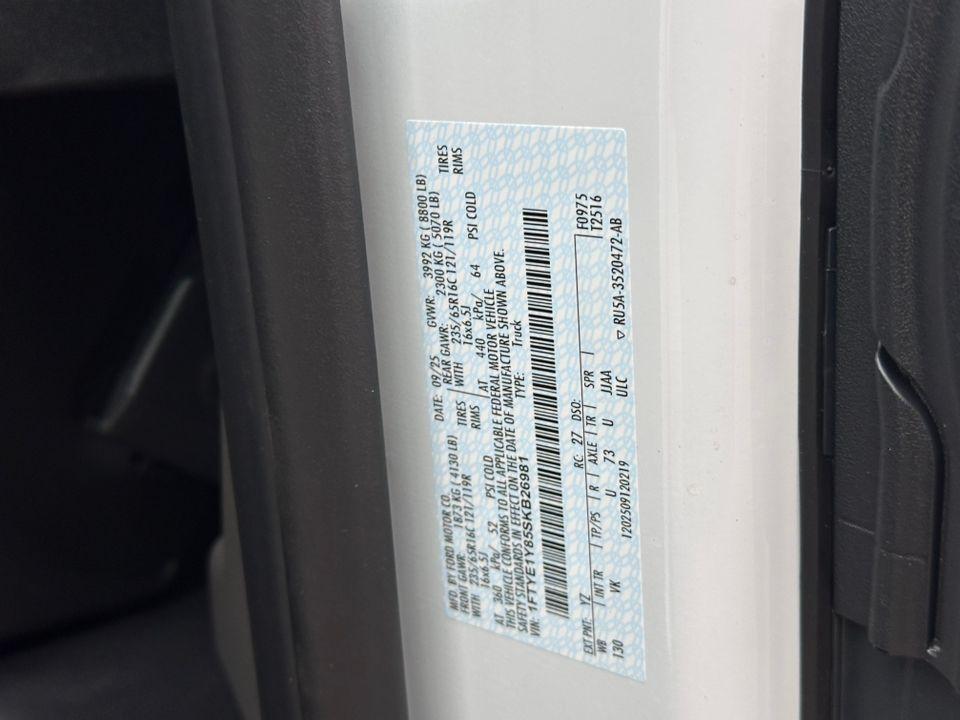 MFD. BY FORD MOTOR CO.
DATE: 09/25 GVWR: 3992 KG ( 8800 LB)
FRONT GAWR: 1873 KG ( 4130 LB) REAR GAWR: 2300 KG ( 5070 LB)
WITH 235/65R16C 121/119R TIRES WITH 235/65R16C 121/119R TIRES
16x6.5J RIMS 16x6.5J RIMS
AT 360 kPa/ 52 PSI COLD AT 440 kPa/ 64 PSI COLD
THIS VEHICLE CONFORMS TO ALL APPLICABLE FEDERAL MOTOR VEHICLE
SAFETY STANDARDS IN EFFECT ON THE DATE OF MANUFACTURE SHOWN ABOVE.
VIN: 1FTYE1Y85SKB26981 TYPE: Truck
F0975
T2516
EXT PNT: YZ RC: 27 DSO:
WB INT TR TP/PS R AXLE TR SPR
130 VK U 73 U JJAA
1202509120219 ULC
▽ RU5A-3520472-AB